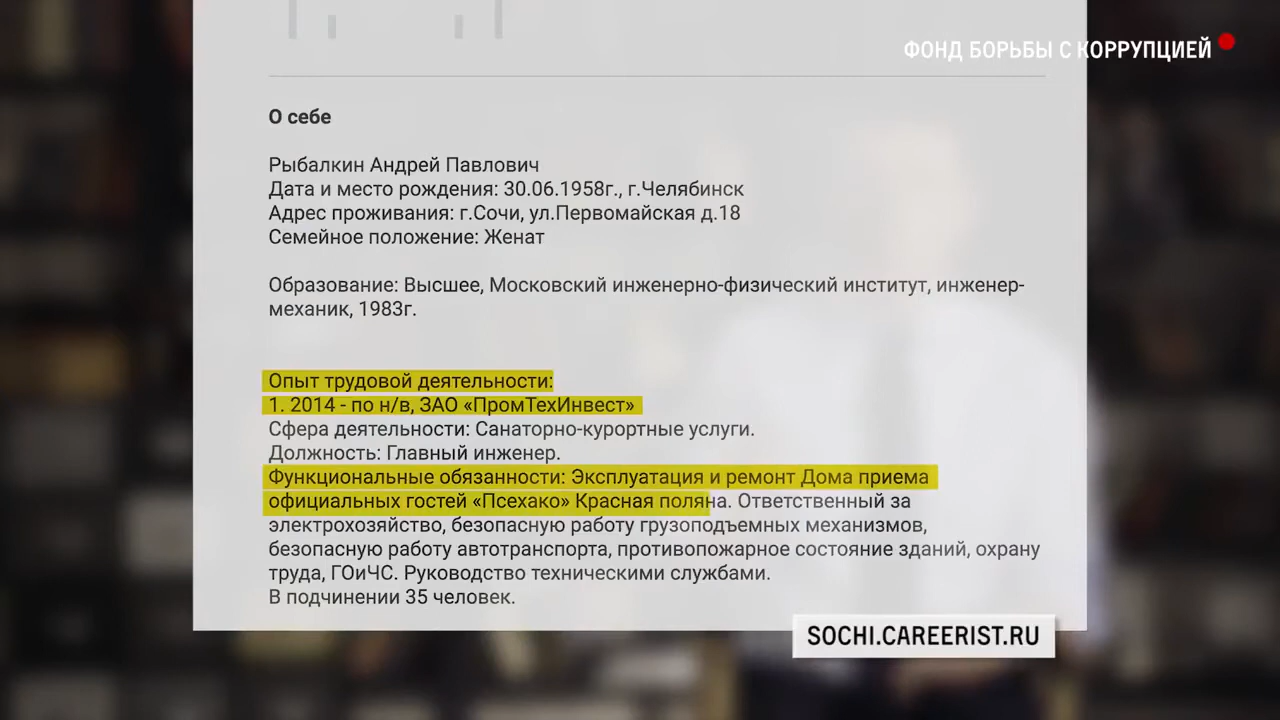 ФОНД БОРЬБЫ С КОРРУПЦИЕЙ
О себе
Рыбалкин Андрей Павлович
Дата и место рождения: 30.06.1958г., г.Челябинск
Адрес проживания: г.Сочи, ул.Первомайская д.18
Семейное положение: Женат
Образование: Высшее, Московский инженерно-физический институт, инженер-
механик, 1983г.
Опыт трудовой деятельности:
1. 2014 - по н/в, ЗАО «ПромТехИнвест»
Сфера деятельности: Санаторно-курортные услуги.
Должность: Главный инженер.
Функциональные обязанности: Эксплуатация и ремонт Дома приема
официальных гостей «Псехако» Красная поляна. Ответственный за
электрохозяйство, безопасную работу грузоподъемных механизмов,
безопасную работу автотранспорта, противопожарное состояние зданий, охрану
труда, ГОиЧС. Руководство техническими службами.
В подчинении 35 человек.
SOCHI.CAREERIST.RU